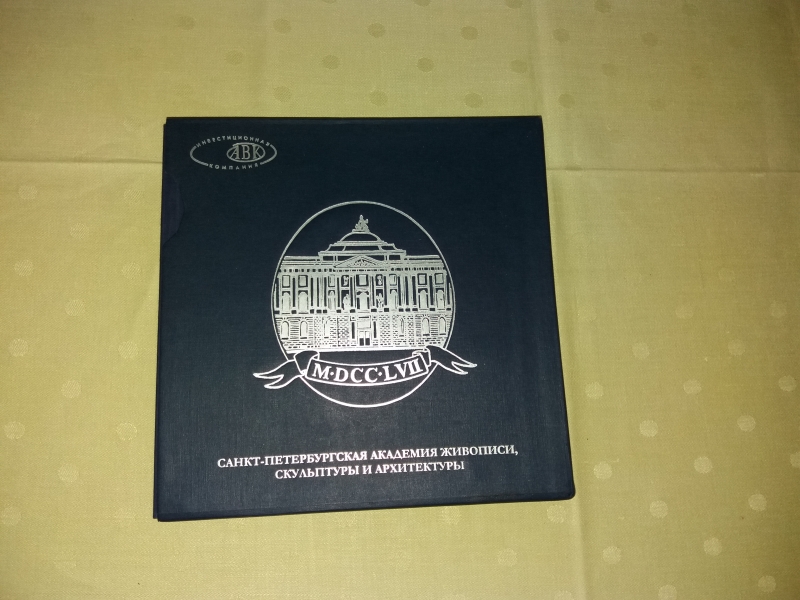 ИНВЕСТИЦИОННАЯ
АВК
КОМПАНИЯ
M·DCC·LVII
САНКТ-ПЕТЕРБУРГСКАЯ АКАДЕМИЯ ЖИВОПИСИ,
СКУЛЬПТУРЫ И АРХИТЕКТУРЫ